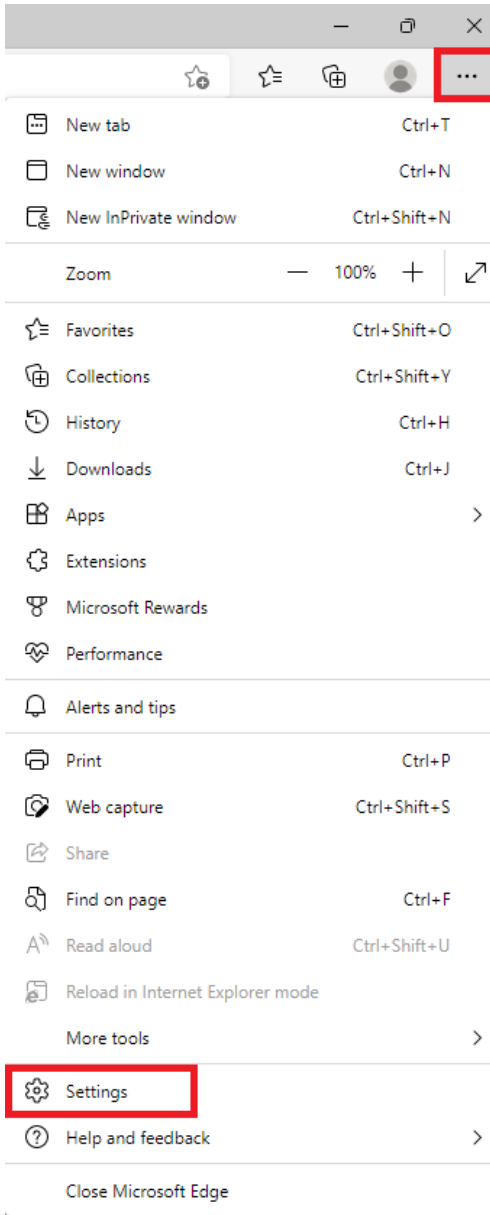 New tab Ctrl+T
New window Ctrl+N
New InPrivate window Ctrl+Shift+N
Zoom — 100% +
Favorites Ctrl+Shift+O
Collections Ctrl+Shift+Y
History Ctrl+H
Downloads Ctrl+J
Apps
Extensions
Microsoft Rewards
Performance
Alerts and tips
Print Ctrl+P
Web capture Ctrl+Shift+S
Share
Find on page Ctrl+F
Read aloud Ctrl+Shift+U
Reload in Internet Explorer mode
More tools
Settings
Help and feedback
Close Microsoft Edge